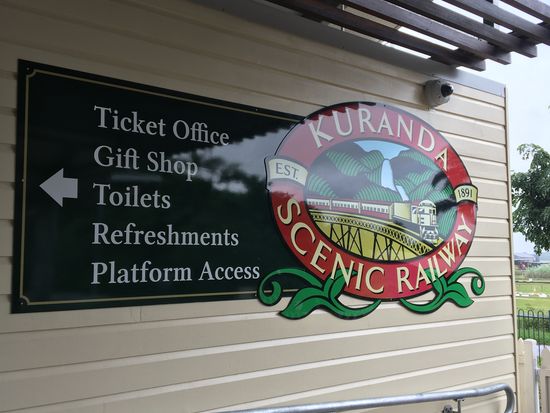 Ticket Office
Gift Shop
Toilets
Refreshments
Platform Access
KURANDA
EST. 1891
SCENIC RAILWAY